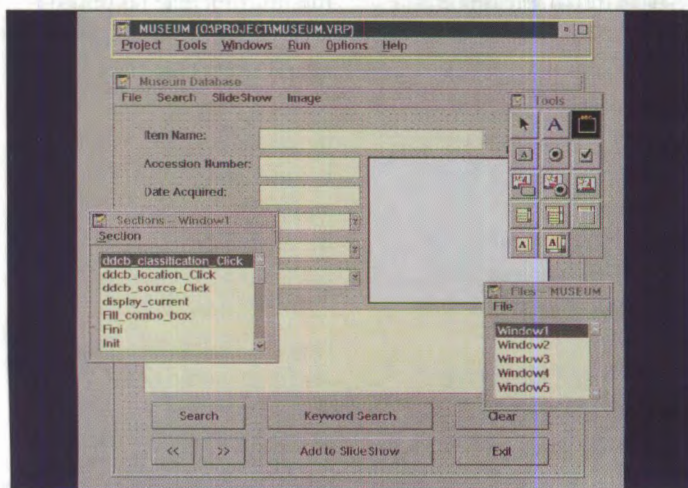 MUSEUM (O:\PROJECT\MUSEUM.VRP)
Project Tools Windows Run Options Help
Museum Database
File Search SlideShow Image
Tools
Item Name:
Accession Number:
Date Acquired:
Sections - Window1
Section
ddcb_classification_Click
ddcb_location_Click
ddcb_source_Click
display_current
Fill_combo_box
Fini
Init
Files - MUSEUM
File
Window1
Window2
Window3
Window4
Window5
Search Keyword Search Clear
<< >> Add to SlideShow Exit